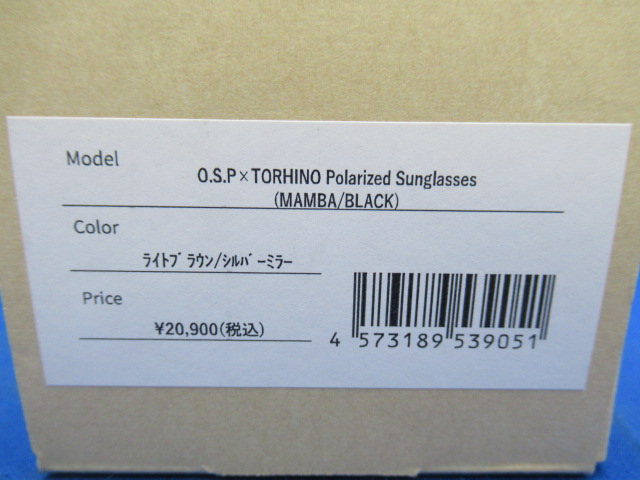 Model
O.S.P×TORHINO Polarized Sunglasses
(MAMBA/BLACK)
Color
ﾗｲﾄﾌﾞﾗｳﾝ/ｼﾙﾊﾞｰﾐﾗｰ
Price
¥20,900(税込)
4 573189 539051